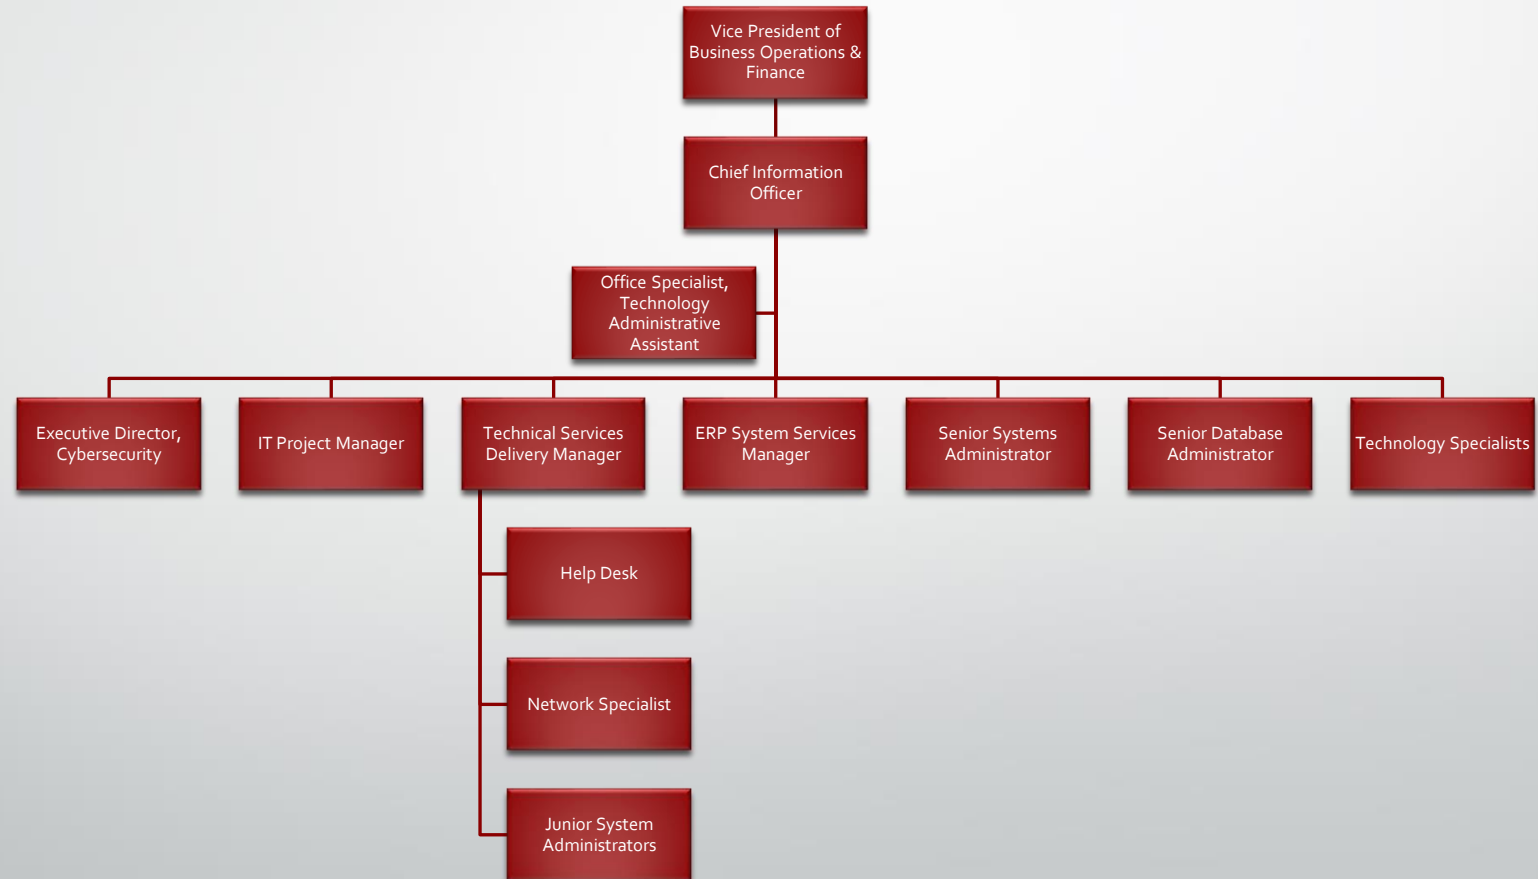 Vice President of
Business Operations &
Finance
Chief Information
Officer
Office Specialist,
Technology
Administrative
Assistant
Executive Director,
Cybersecurity
IT Project Manager
Technical Services
Delivery Manager
ERP System Services
Manager
Senior Systems
Administrator
Senior Database
Administrator
Technology Specialists
Help Desk
Network Specialist
Junior System
Administrators